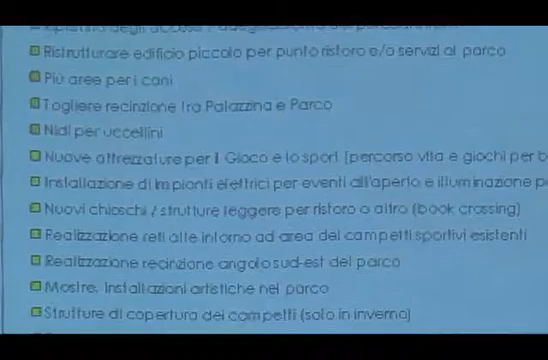 Ristrutturare edificio piccolo per punto ristoro e/o servizi al parco
Più aree per i cani
Togliere recinzione tra Palazzina e Parco
Nidi per uccellini
Nuove attrezzature per il Gioco e lo sport (percorso vita e giochi per b
Installazione di impianti elettrici per eventi all'aperto e illuminazione p
Nuovi chioschi / strutture leggere per ristoro o altro (book crossing)
Realizzazione reti alte intorno ad area dei campetti sportivi esistenti
Realizzazione recinzione angolo sud-est del parco
Mostre, installazioni artistiche nel parco
Strutture di copertura dei campetti (solo in inverno)